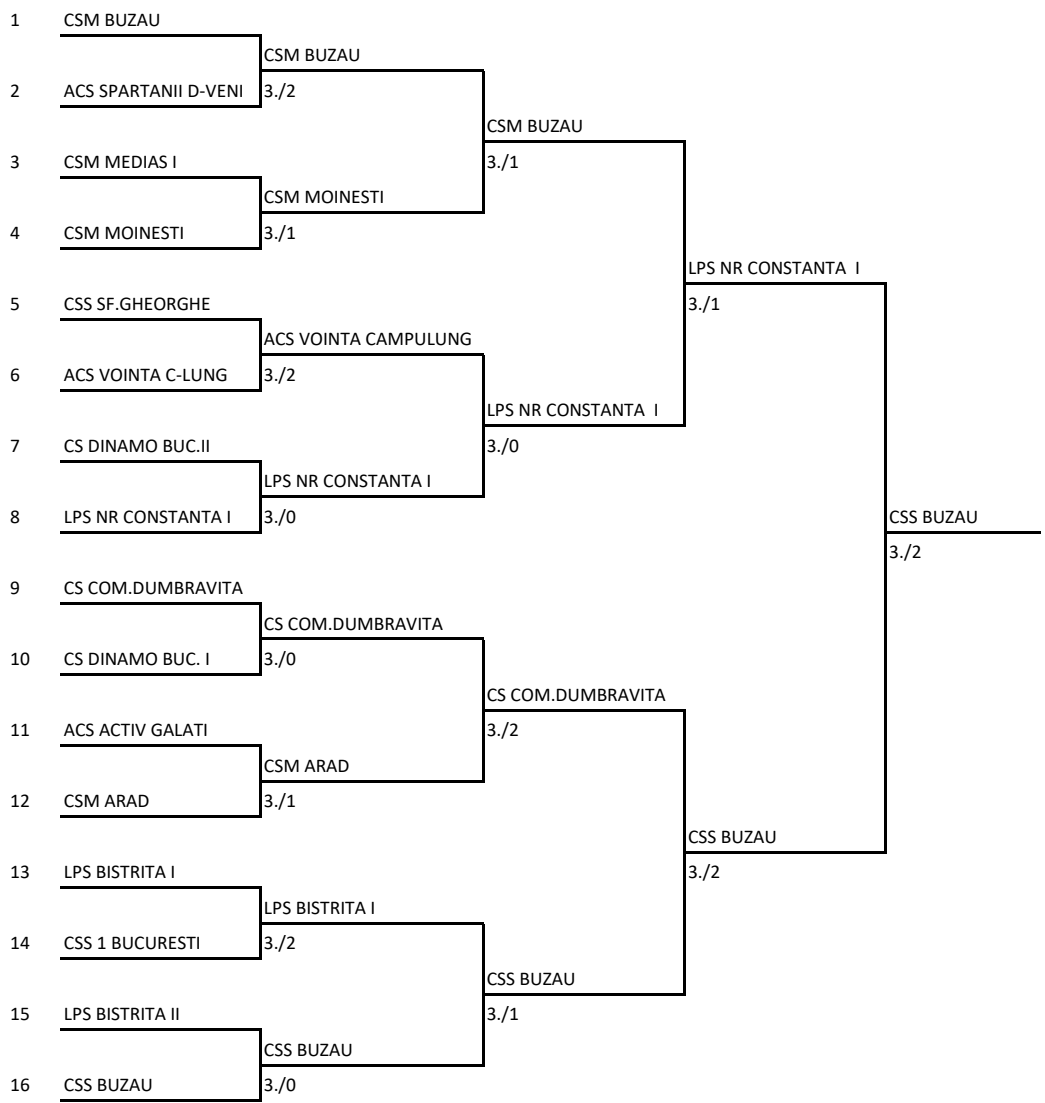 1 CSM BUZAU
CSM BUZAU
2 ACS SPARTANII D-VENI 3./2
CSM BUZAU
3 CSM MEDIAS I 3./1
CSM MOINESTI
4 CSM MOINESTI 3./1
LPS NR CONSTANTA I
5 CSS SF.GHEORGHE 3./1
ACS VOINTA CAMPULUNG
6 ACS VOINTA C-LUNG 3./2
LPS NR CONSTANTA I
7 CS DINAMO BUC.II 3./0
LPS NR CONSTANTA I
8 LPS NR CONSTANTA I 3./0 CSS BUZAU
3./2
9 CS COM.DUMBRAVITA
CS COM.DUMBRAVITA
10 CS DINAMO BUC. I 3./0
CS COM.DUMBRAVITA
11 ACS ACTIV GALATI 3./2
CSM ARAD
12 CSM ARAD 3./1
CSS BUZAU
13 LPS BISTRITA I 3./2
LPS BISTRITA I
14 CSS 1 BUCURESTI 3./2
CSS BUZAU
15 LPS BISTRITA II 3./1
CSS BUZAU
16 CSS BUZAU 3./0